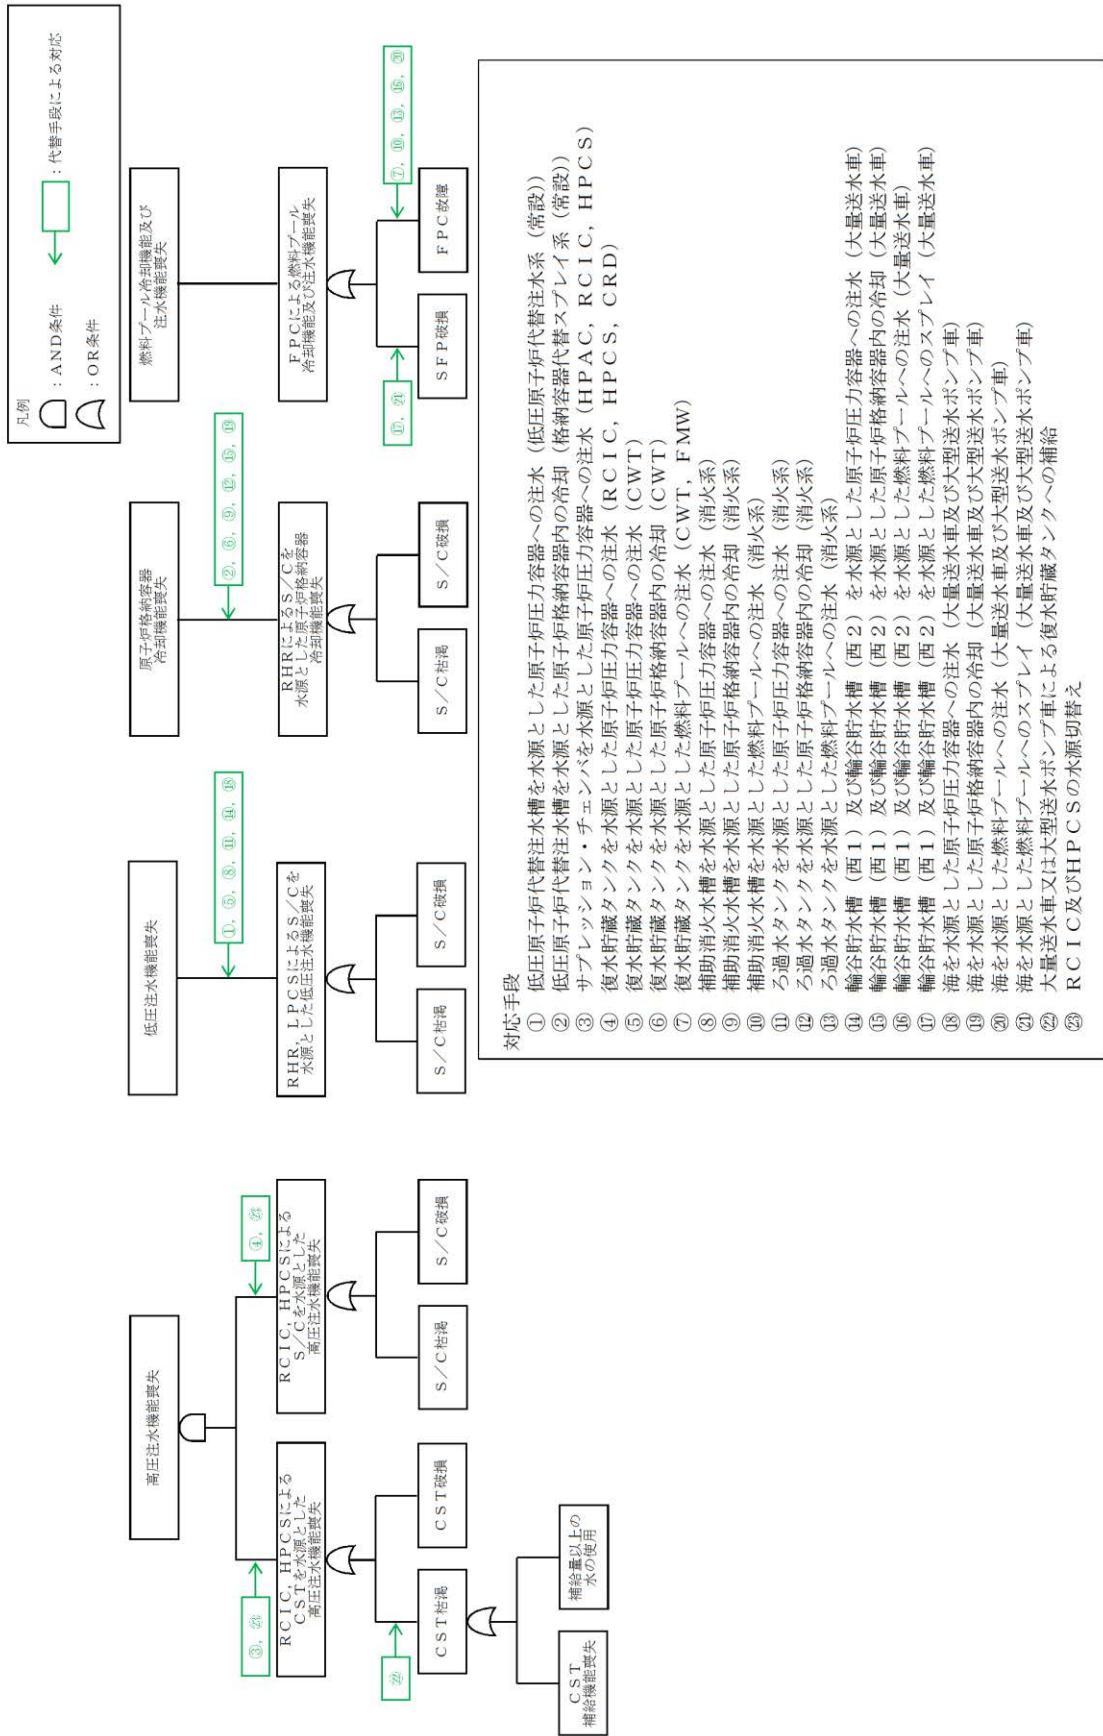 凡例
：AND条件
：OR条件
：代替手段による対応
高圧注水機能喪失
③，㉓
RCIC，HPCSによる
CSTを水源とした
高圧注水機能喪失
㉒
CST枯渇
CST破損
CST
補給機能喪失
補給量以上の
水の使用
④，㉓
RCIC，HPCSによる
S／Cを水源とした
高圧注水機能喪失
S／C枯渇
S／C破損
低圧注水機能喪失
①，⑤，⑧，⑪，⑭，⑱
RHR，LPCSによるS／Cを
水源とした低圧注水機能喪失
S／C枯渇
S／C破損
原子炉格納容器
冷却機能喪失
②，⑥，⑨，⑫，⑮，⑲
RHRによるS／Cを
水源とした原子炉格納容器
冷却機能喪失
S／C枯渇
S／C破損
燃料プール冷却機能及び
注水機能喪失
FPCによる燃料プール
冷却機能及び注水機能喪失
⑰，㉑
SFP破損
⑦，⑩，⑬，⑯，⑳
FPC故障
対応手段
① 低圧原子炉代替注水槽を水源とした原子炉圧力容器への注水（低圧原子炉代替注水系（常設））
② 低圧原子炉代替注水槽を水源とした原子炉格納容器内の冷却（格納容器代替スプレイ系（常設））
③ サプレッション・チェンバを水源とした原子炉圧力容器への注水（HPAC，RCIC，HPCS）
④ 復水貯蔵タンクを水源とした原子炉圧力容器への注水（RCIC，HPCS，CRD）
⑤ 復水貯蔵タンクを水源とした原子炉圧力容器への注水（CWT）
⑥ 復水貯蔵タンクを水源とした原子炉格納容器内の冷却（CWT）
⑦ 復水貯蔵タンクを水源とした燃料プールへの注水（CWT，FMW）
⑧ 補助消火水槽を水源とした原子炉圧力容器への注水（消火系）
⑨ 補助消火水槽を水源とした原子炉格納容器内の冷却（消火系）
⑩ 補助消火水槽を水源とした燃料プールへの注水（消火系）
⑪ ろ過水タンクを水源とした原子炉圧力容器への注水（消火系）
⑫ ろ過水タンクを水源とした原子炉格納容器内の冷却（消火系）
⑬ ろ過水タンクを水源とした燃料プールへの注水（消火系）
⑭ 輪谷貯水槽（西1）及び輪谷貯水槽（西2）を水源とした原子炉圧力容器への注水（大量送水車）
⑮ 輪谷貯水槽（西1）及び輪谷貯水槽（西2）を水源とした原子炉格納容器内の冷却（大量送水車）
⑯ 輪谷貯水槽（西1）及び輪谷貯水槽（西2）を水源とした燃料プールへの注水（大量送水車）
⑰ 輪谷貯水槽（西1）及び輪谷貯水槽（西2）を水源とした燃料プールへのスプレイ（大量送水車）
⑱ 海を水源とした原子炉圧力容器への注水（大量送水車及び大型送水ポンプ車）
⑲ 海を水源とした原子炉格納容器内の冷却（大量送水車及び大型送水ポンプ車）
⑳ 海を水源とした燃料プールへの注水（大量送水車及び大型送水ポンプ車）
㉑ 海を水源とした燃料プールへのスプレイ（大量送水車及び大型送水ポンプ車）
㉒ 大量送水車又は大型送水ポンプ車による復水貯蔵タンクへの補給
㉓ RCIC及びHPCSの水源切替え